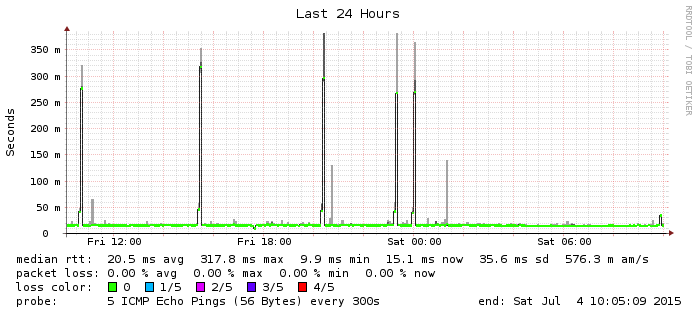 Last 24 Hours
RRDTOOL / TOBI OETIKER
Seconds
350 m
300 m
250 m
200 m
150 m
100 m
50 m
0
Fri 12:00 Fri 18:00 Sat 00:00 Sat 06:00
median rtt: 20.5 ms avg 317.8 ms max 9.9 ms min 15.1 ms now 35.6 ms sd 576.3 m am/s
packet loss: 0.00 % avg 0.00 % max 0.00 % min 0.00 % now
loss color: 0 1/5 2/5 3/5 4/5
probe: 5 ICMP Echo Pings (56 Bytes) every 300s end: Sat Jul 4 10:05:09 2015